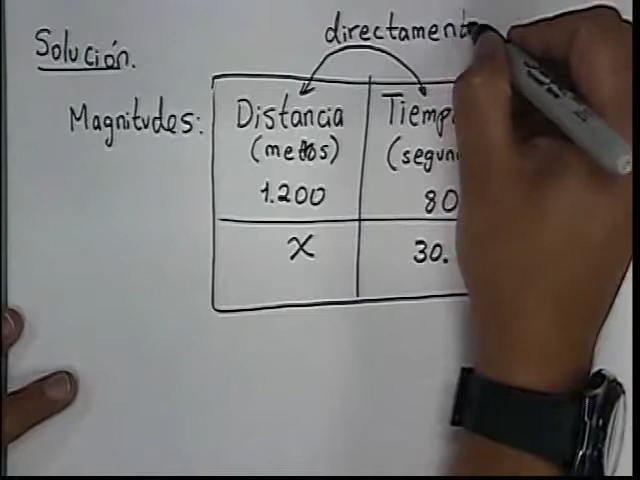 directament
Solución.
Magnitudes: Distancia Tiemp
(metros) (segun
1.200 80
x 30.